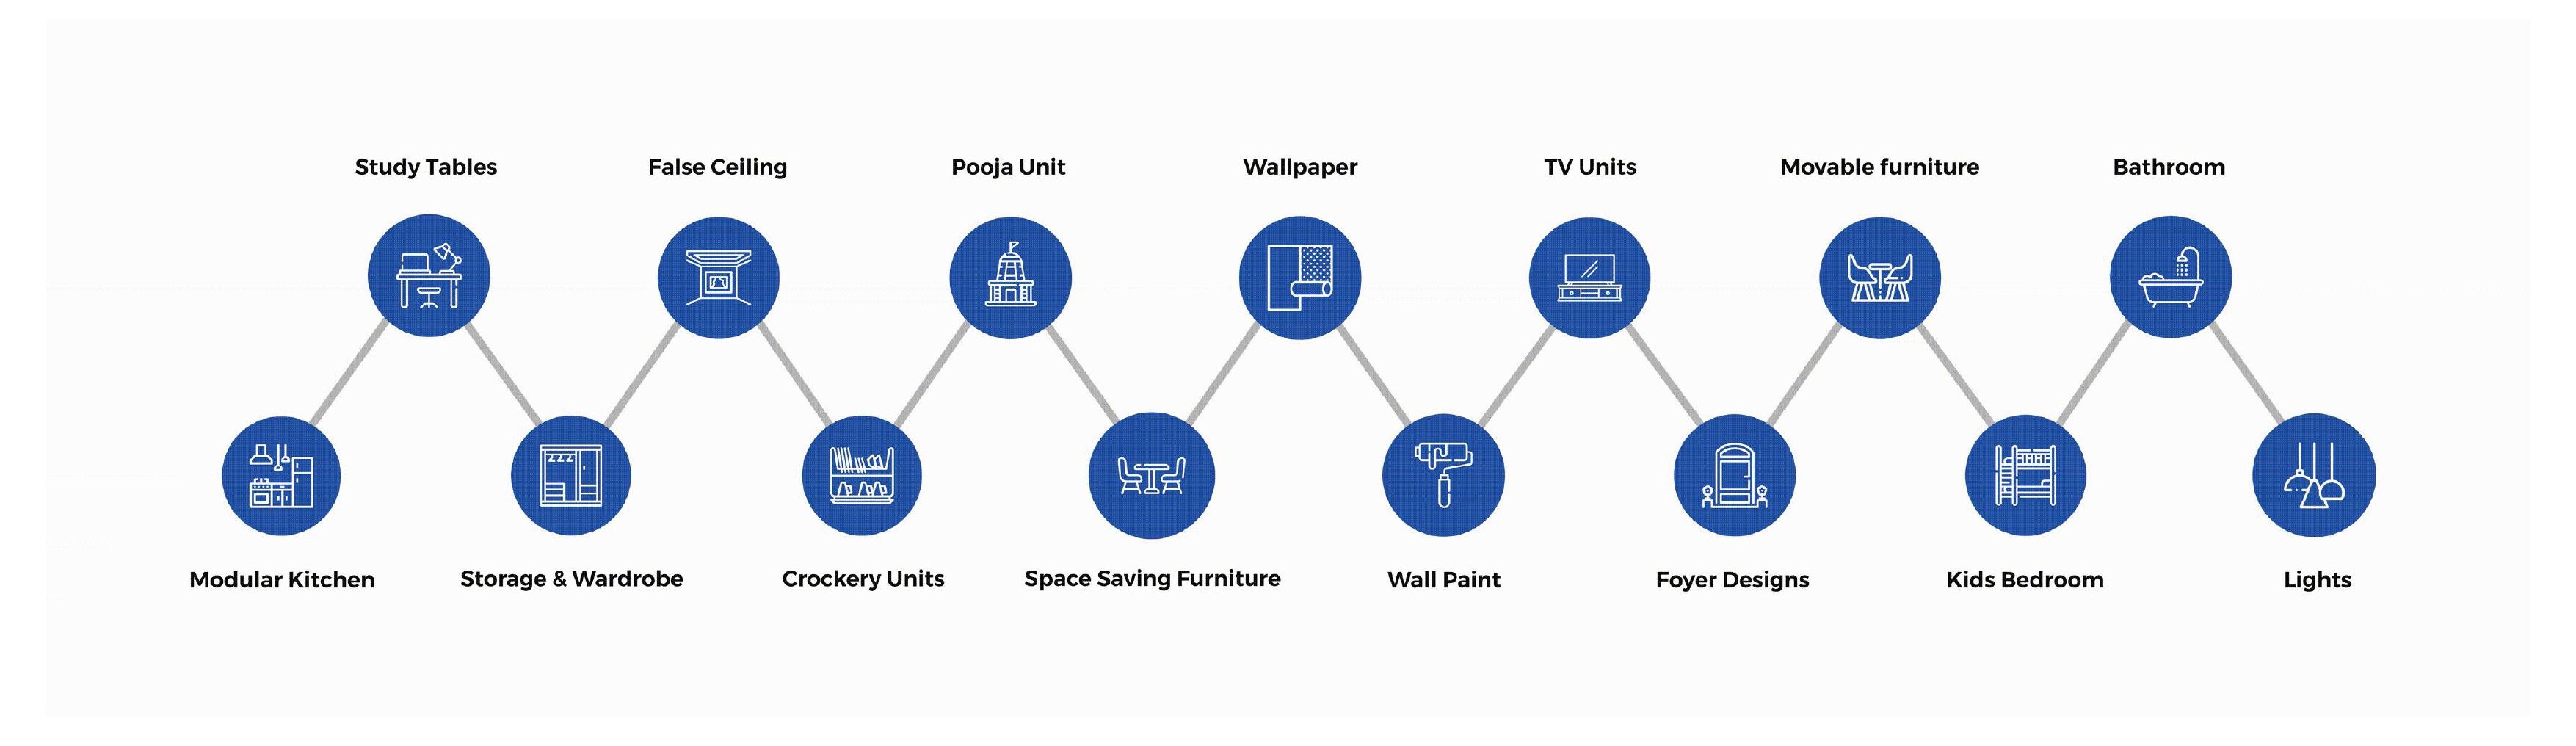 Study Tables
False Ceiling
Pooja Unit
Wallpaper
TV Units
Movable furniture
Bathroom
Modular Kitchen
Storage & Wardrobe
Crockery Units
Space Saving Furniture
Wall Paint
Foyer Designs
Kids Bedroom
Lights